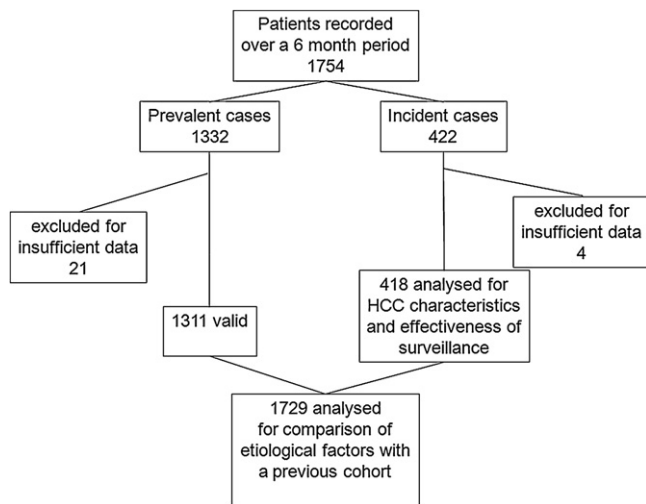 Patients recorded
over a 6 month period
1754
Prevalent cases
1332
Incident cases
422
excluded for
insufficient data
21
excluded for
insufficient data
4
1311 valid
418 analysed for
HCC characteristics
and effectiveness of
surveillance
1729 analysed
for comparison of
etiological factors with
a previous cohort